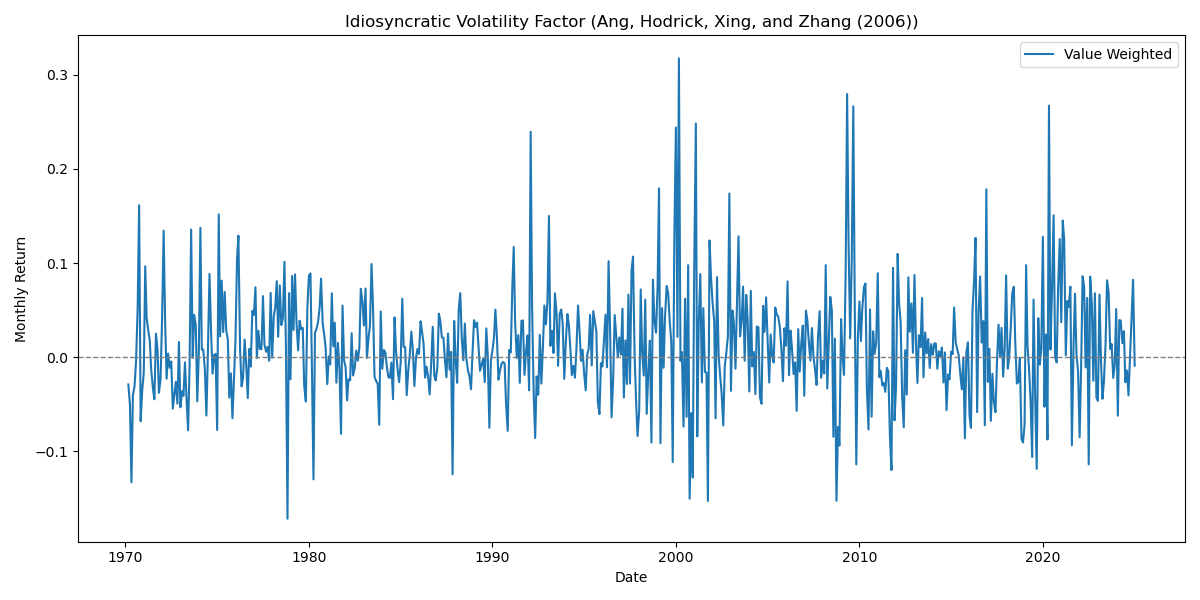 Idiosyncratic Volatility Factor (Ang, Hodrick, Xing, and Zhang (2006))
Value Weighted
Monthly Return
0.3
0.2
0.1
0.0
−0.1
1970 1980 1990 2000 2010 2020
Date